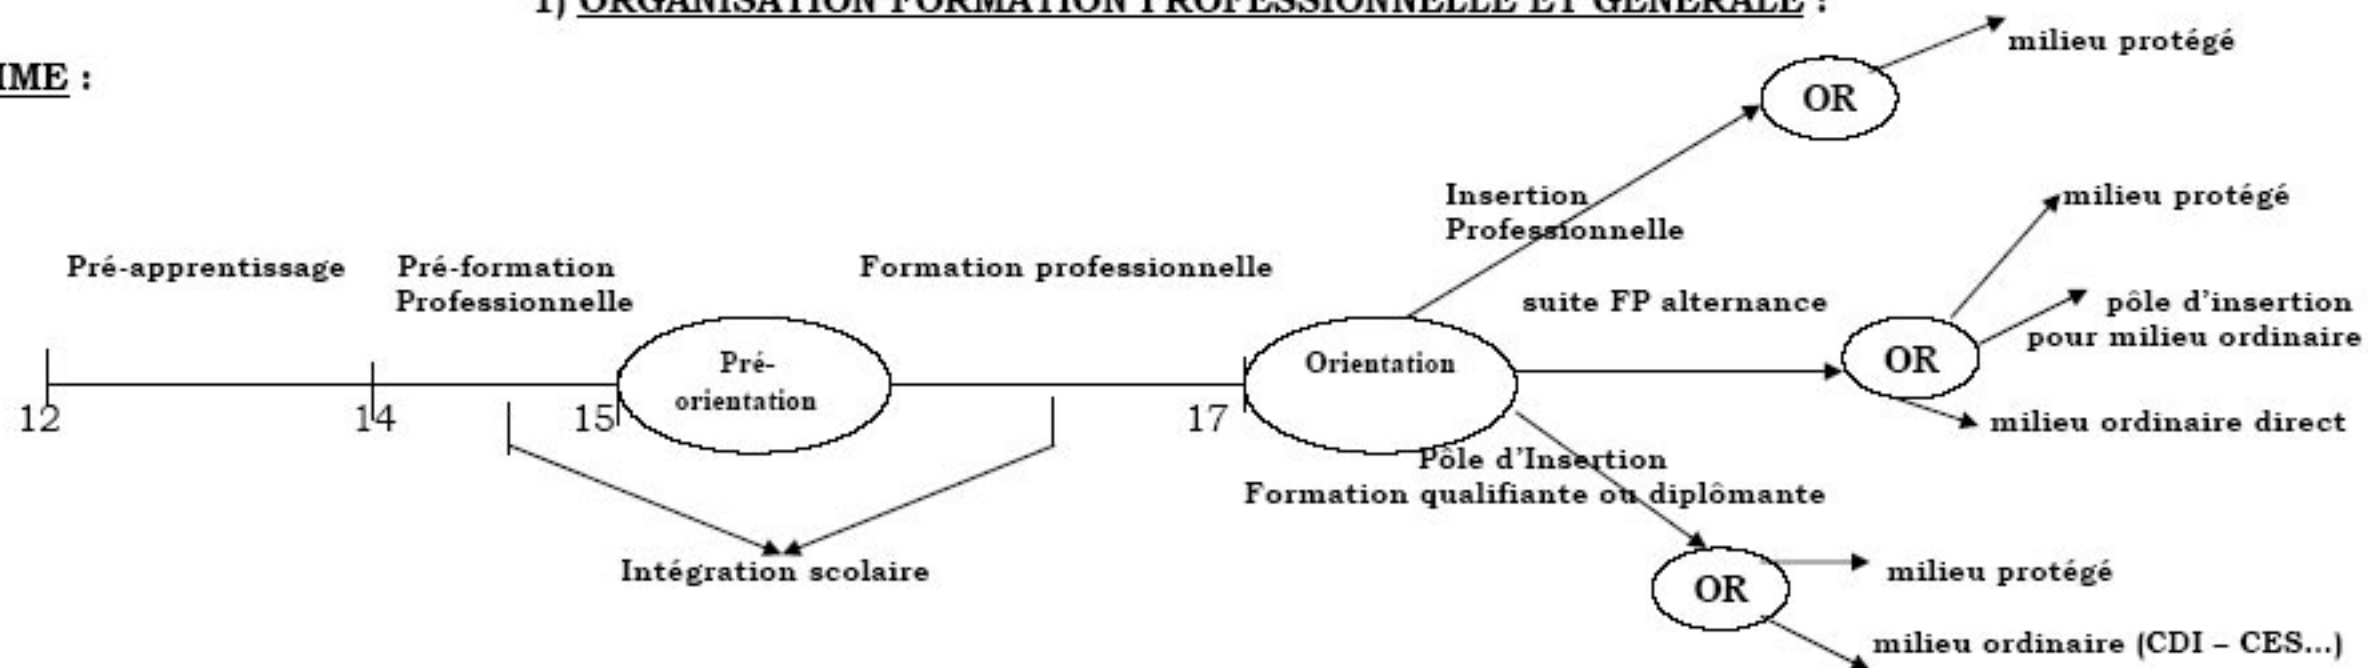 1) ORGANISATION FORMATION PROFESSIONNELLE ET GENERALE :
IME :
milieu protégé
OR
Insertion
Professionnelle
milieu protégé
Pré-apprentissage
Pré-formation
Professionnelle
Formation professionnelle
suite FP alternance
pôle d'insertion
pour milieu ordinaire
Pré-
orientation
Orientation
OR
12
14
15
17
milieu ordinaire direct
Pôle d'Insertion
Formation qualifiante ou diplômante
Intégration scolaire
OR
milieu protégé
milieu ordinaire (CDI – CES...)